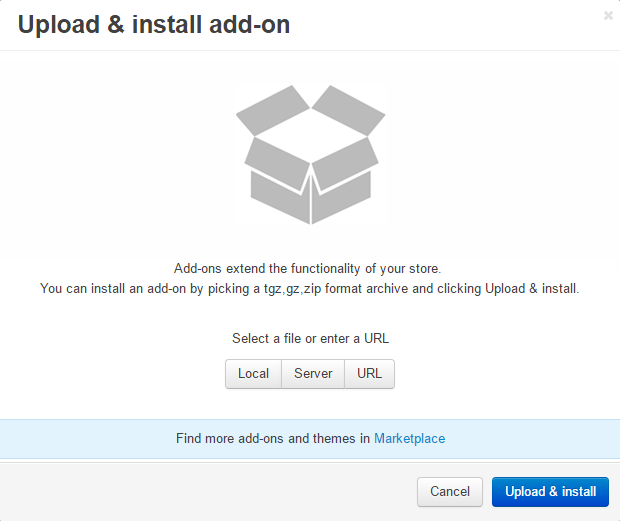 Upload & install add-on
Add-ons extend the functionality of your store.
You can install an add-on by picking a tgz,gz,zip format archive and clicking Upload & install.
Select a file or enter a URL
Local Server URL
Find more add-ons and themes in Marketplace
Cancel Upload & install